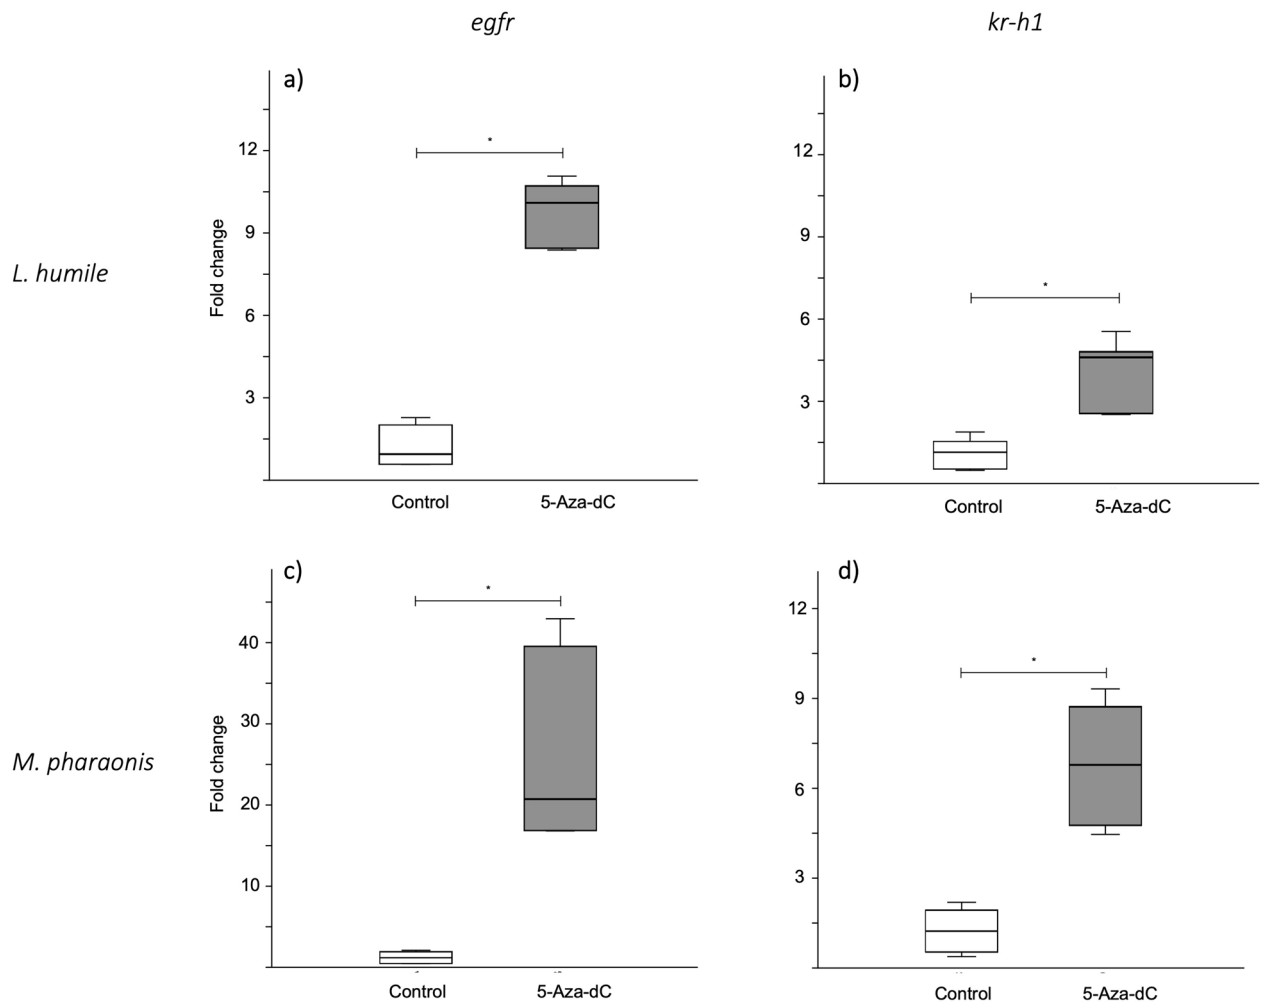 egfr kr-h1
a) b)
L. humile
Fold change
12
9
6
3
*
Control 5-Aza-dC
12
9
6
3
*
Control 5-Aza-dC
c) d)
M. pharaonis
Fold change
40
30
20
10
*
Control 5-Aza-dC
12
9
6
3
*
Control 5-Aza-dC